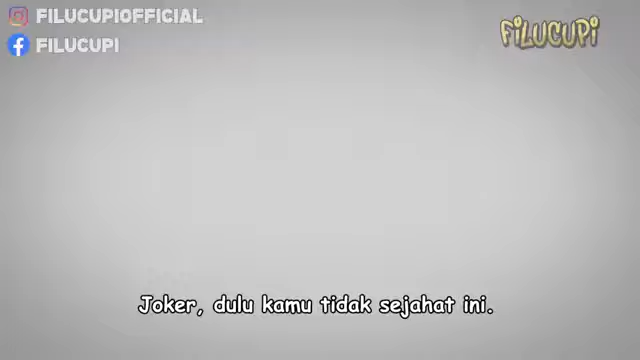 FILUCUPIOFFICIAL
FILUCUPI
FiLUCUPi
Joker, dulu kamu tidak sejahat ini.